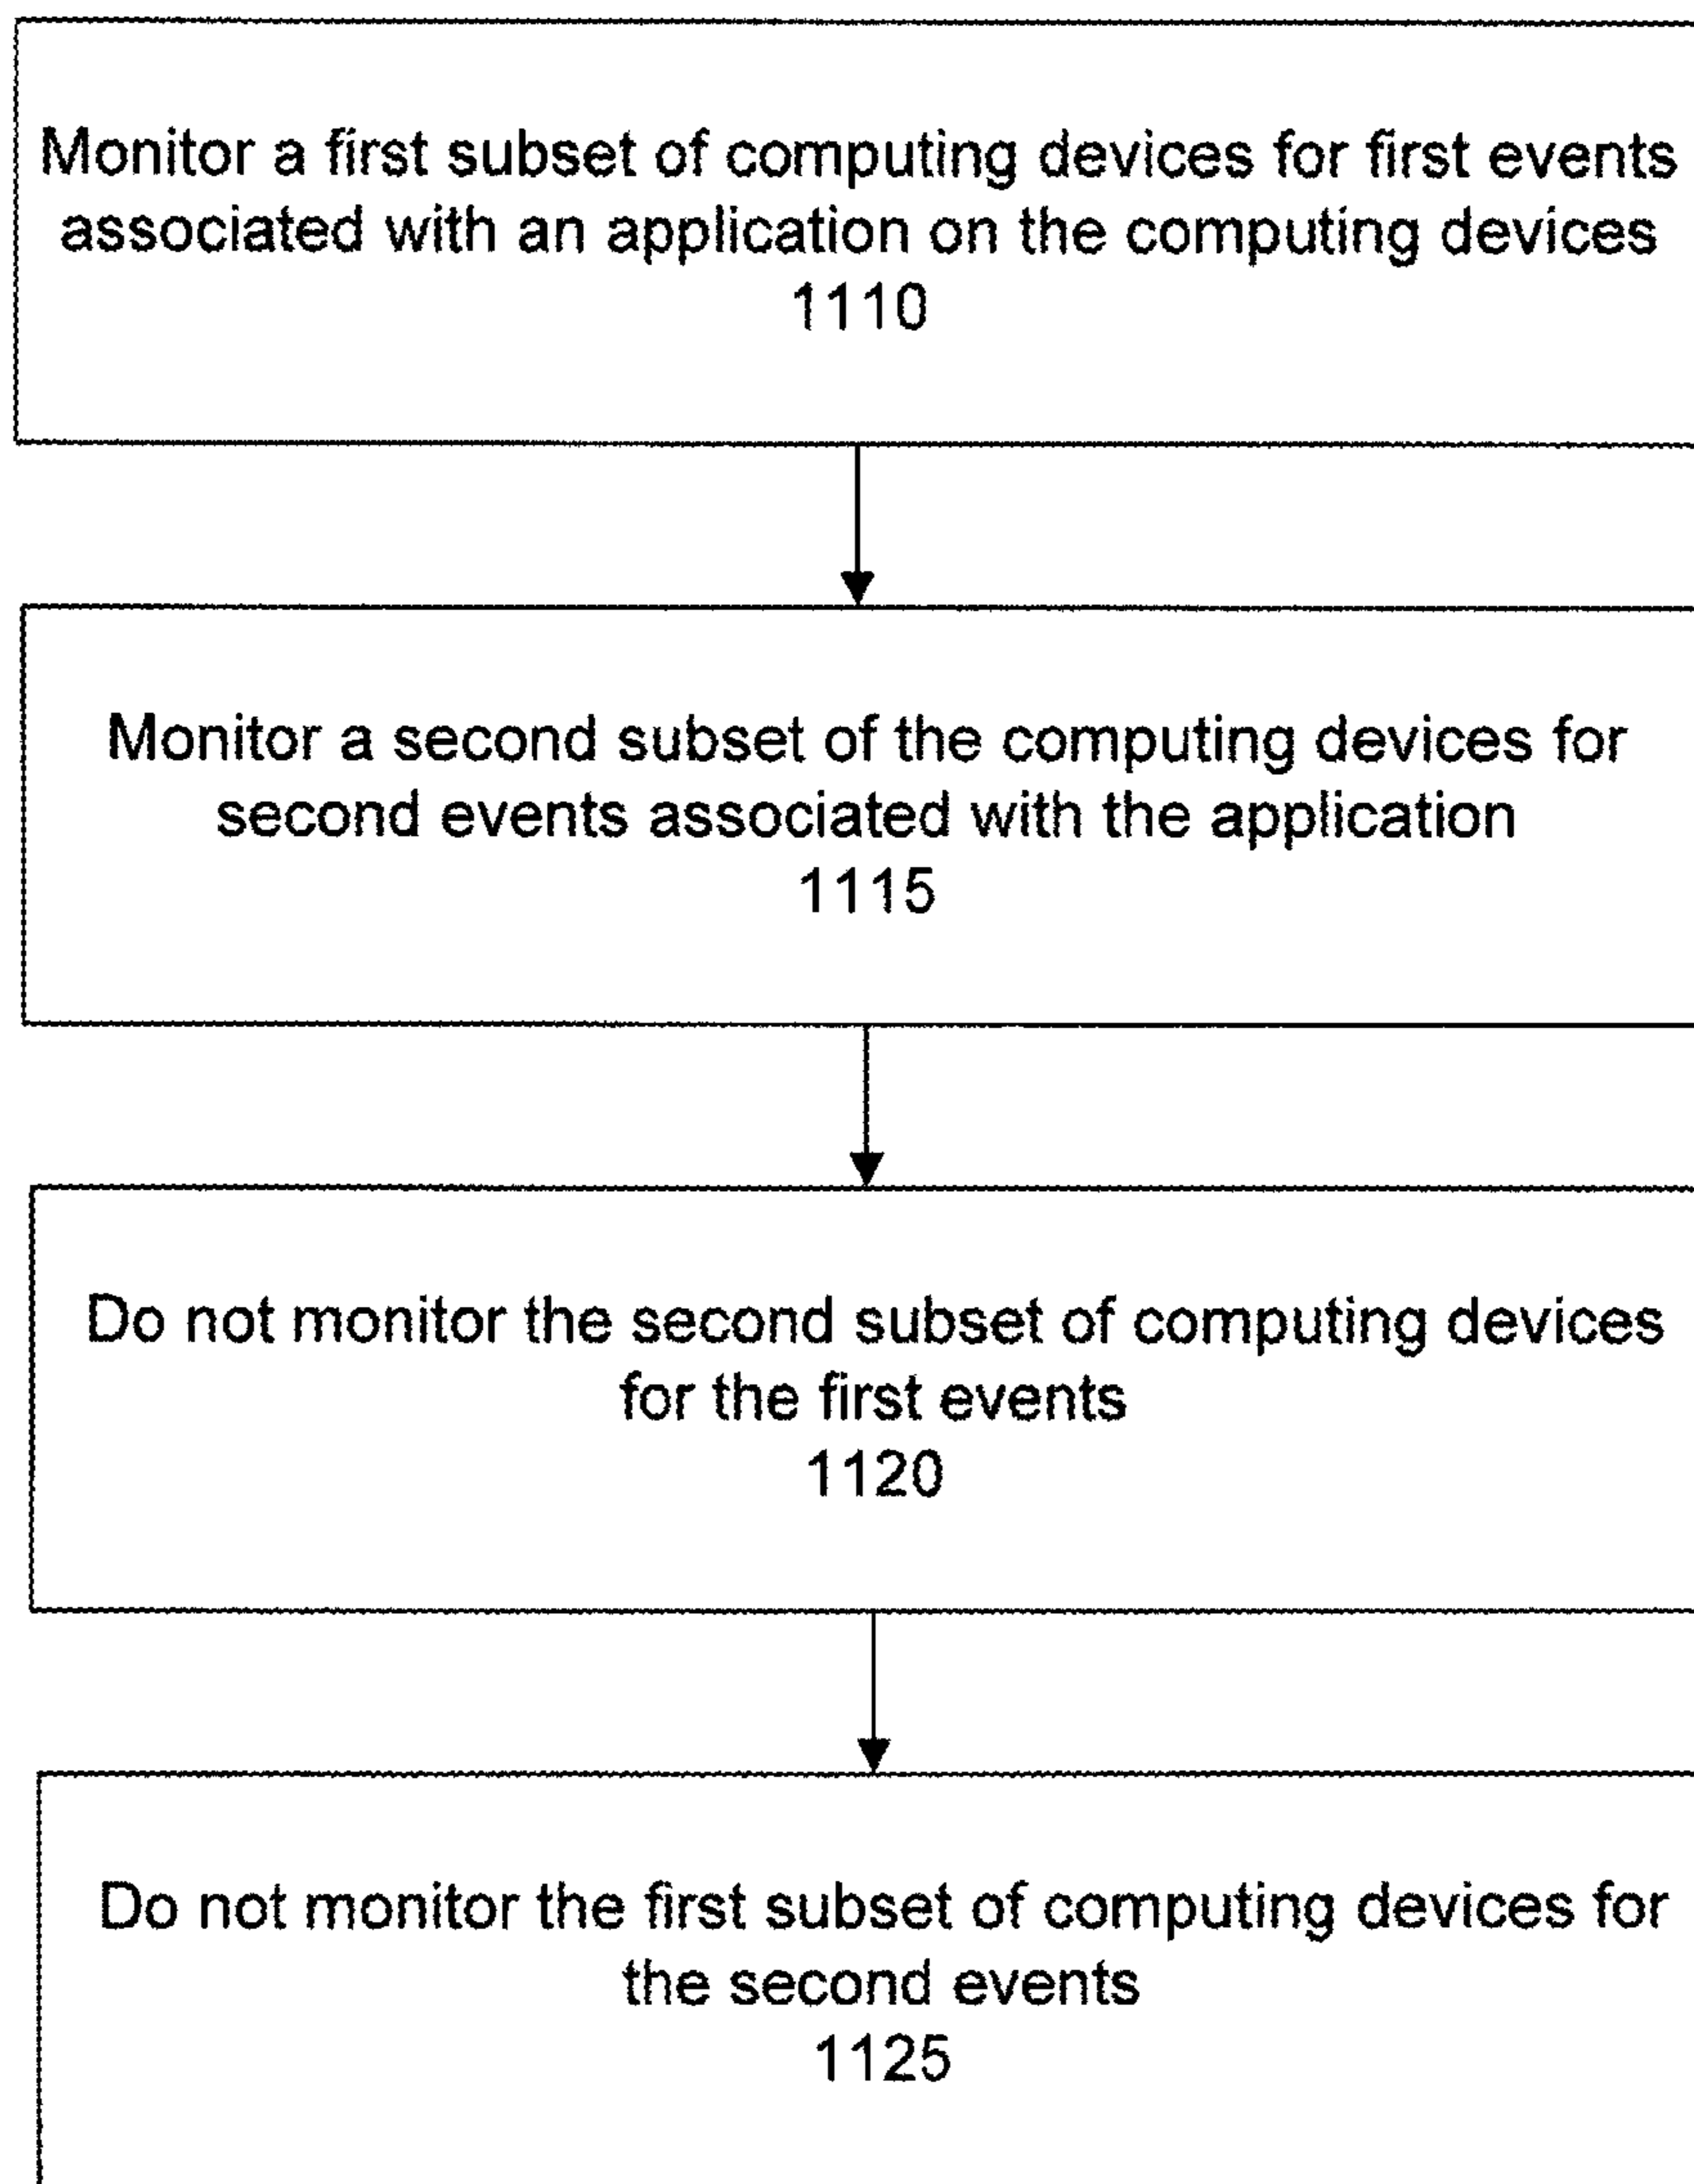 Monitor a first subset of computing devices for first events
associated with an application on the computing devices
1110
Monitor a second subset of the computing devices for
second events associated with the application
1115
Do not monitor the second subset of computing devices
for the first events
1120
Do not monitor the first subset of computing devices for
the second events
1125